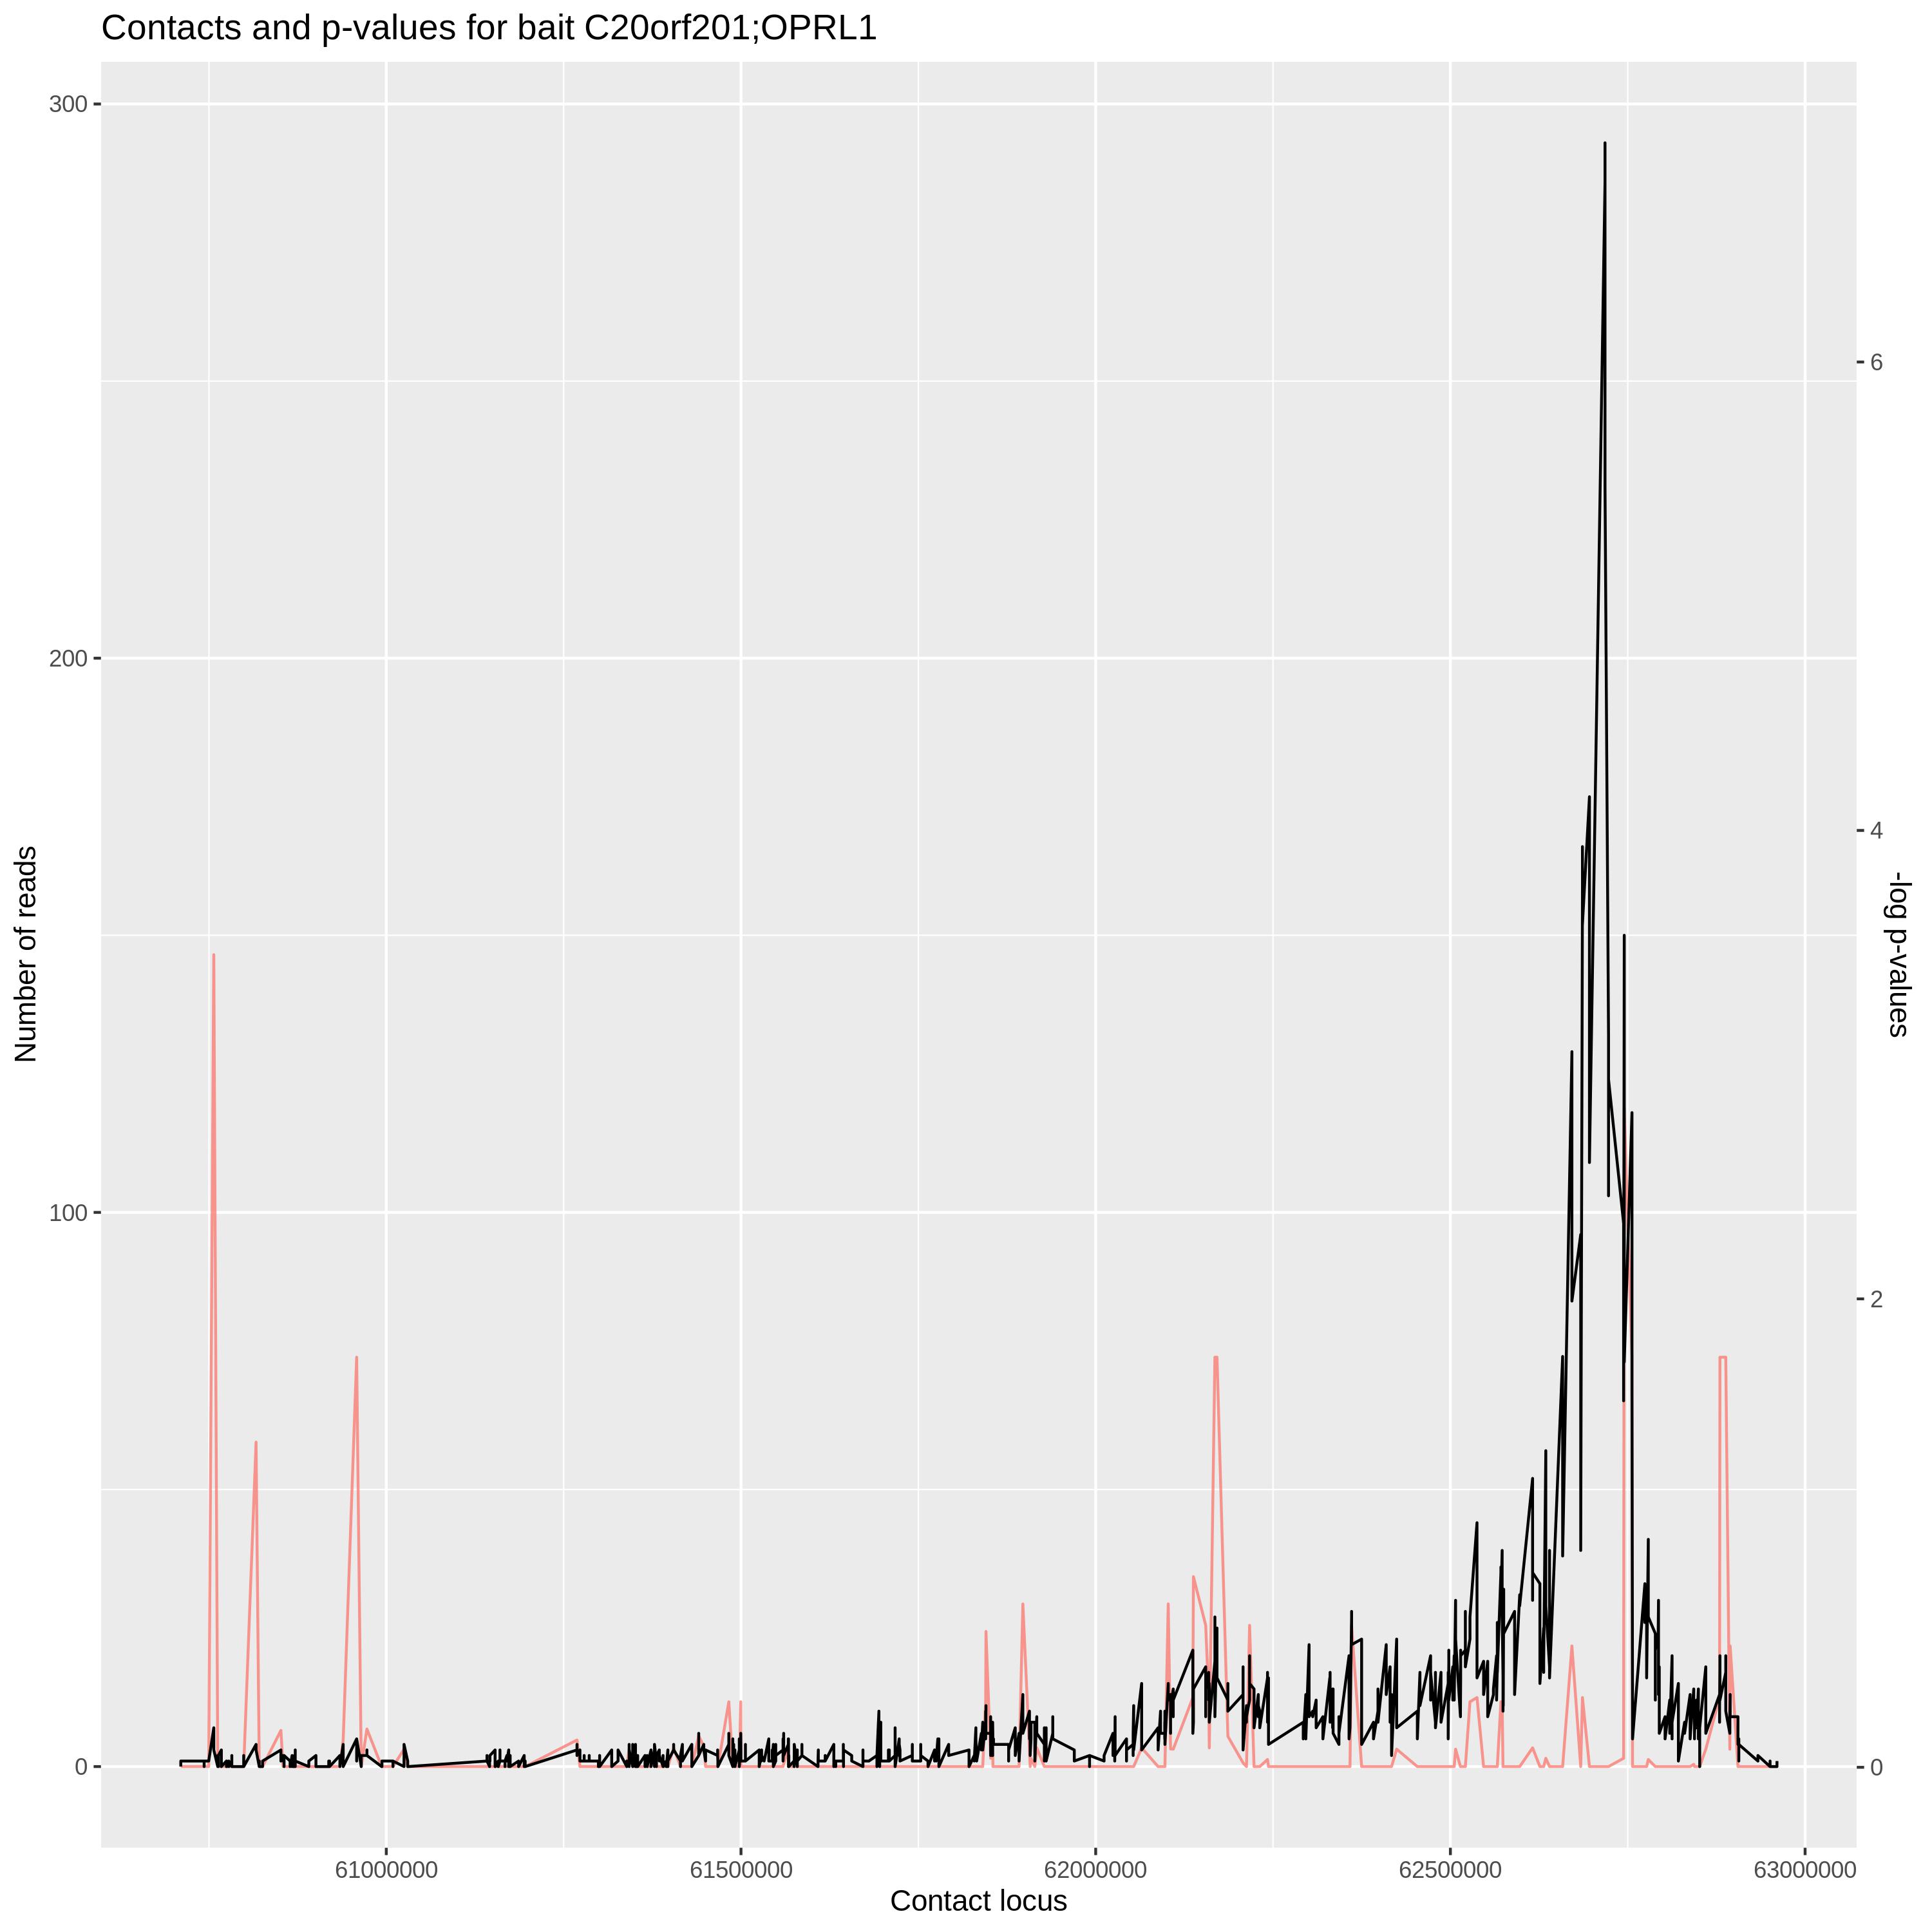 Contacts and p-values for bait C20orf201;OPRL1
300
200
100
0
Number of reads
6
4
2
0
-log p-values
61000000 61500000 62000000 62500000 63000000
Contact locus